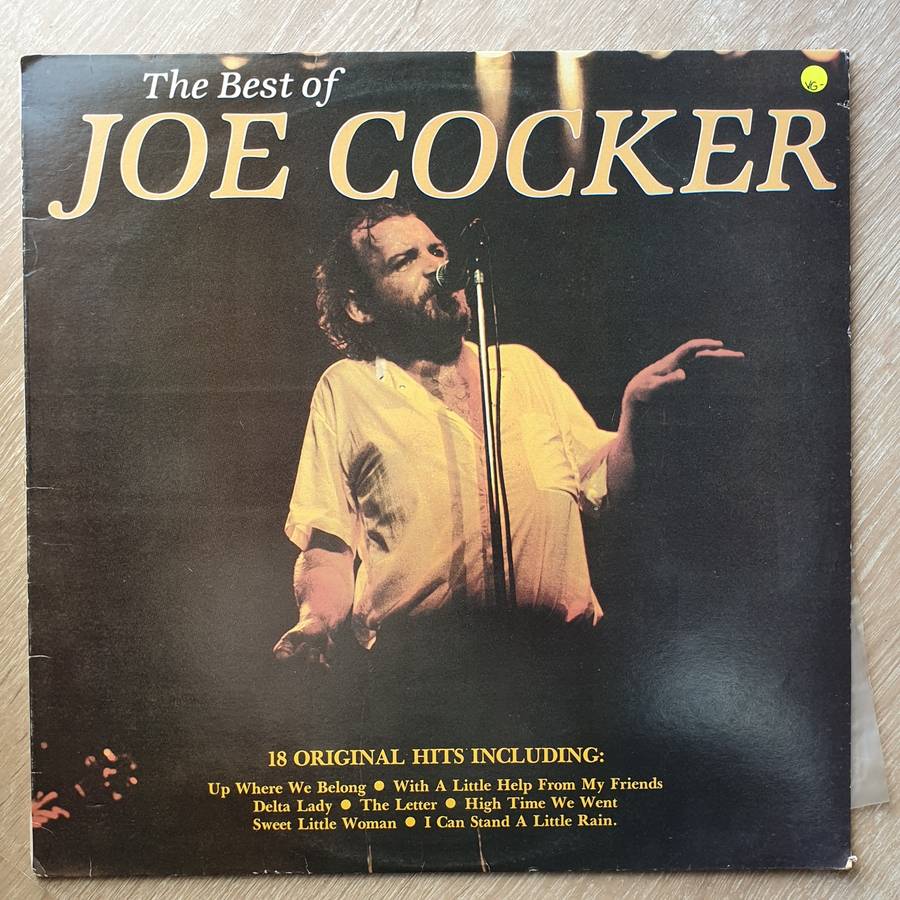 The Best of
VG-
JOE COCKER
18 ORIGINAL HITS INCLUDING:
Up Where We Belong ● With A Little Help From My Friends
Delta Lady ● The Letter ● High Time We Went
Sweet Little Woman ● I Can Stand A Little Rain.